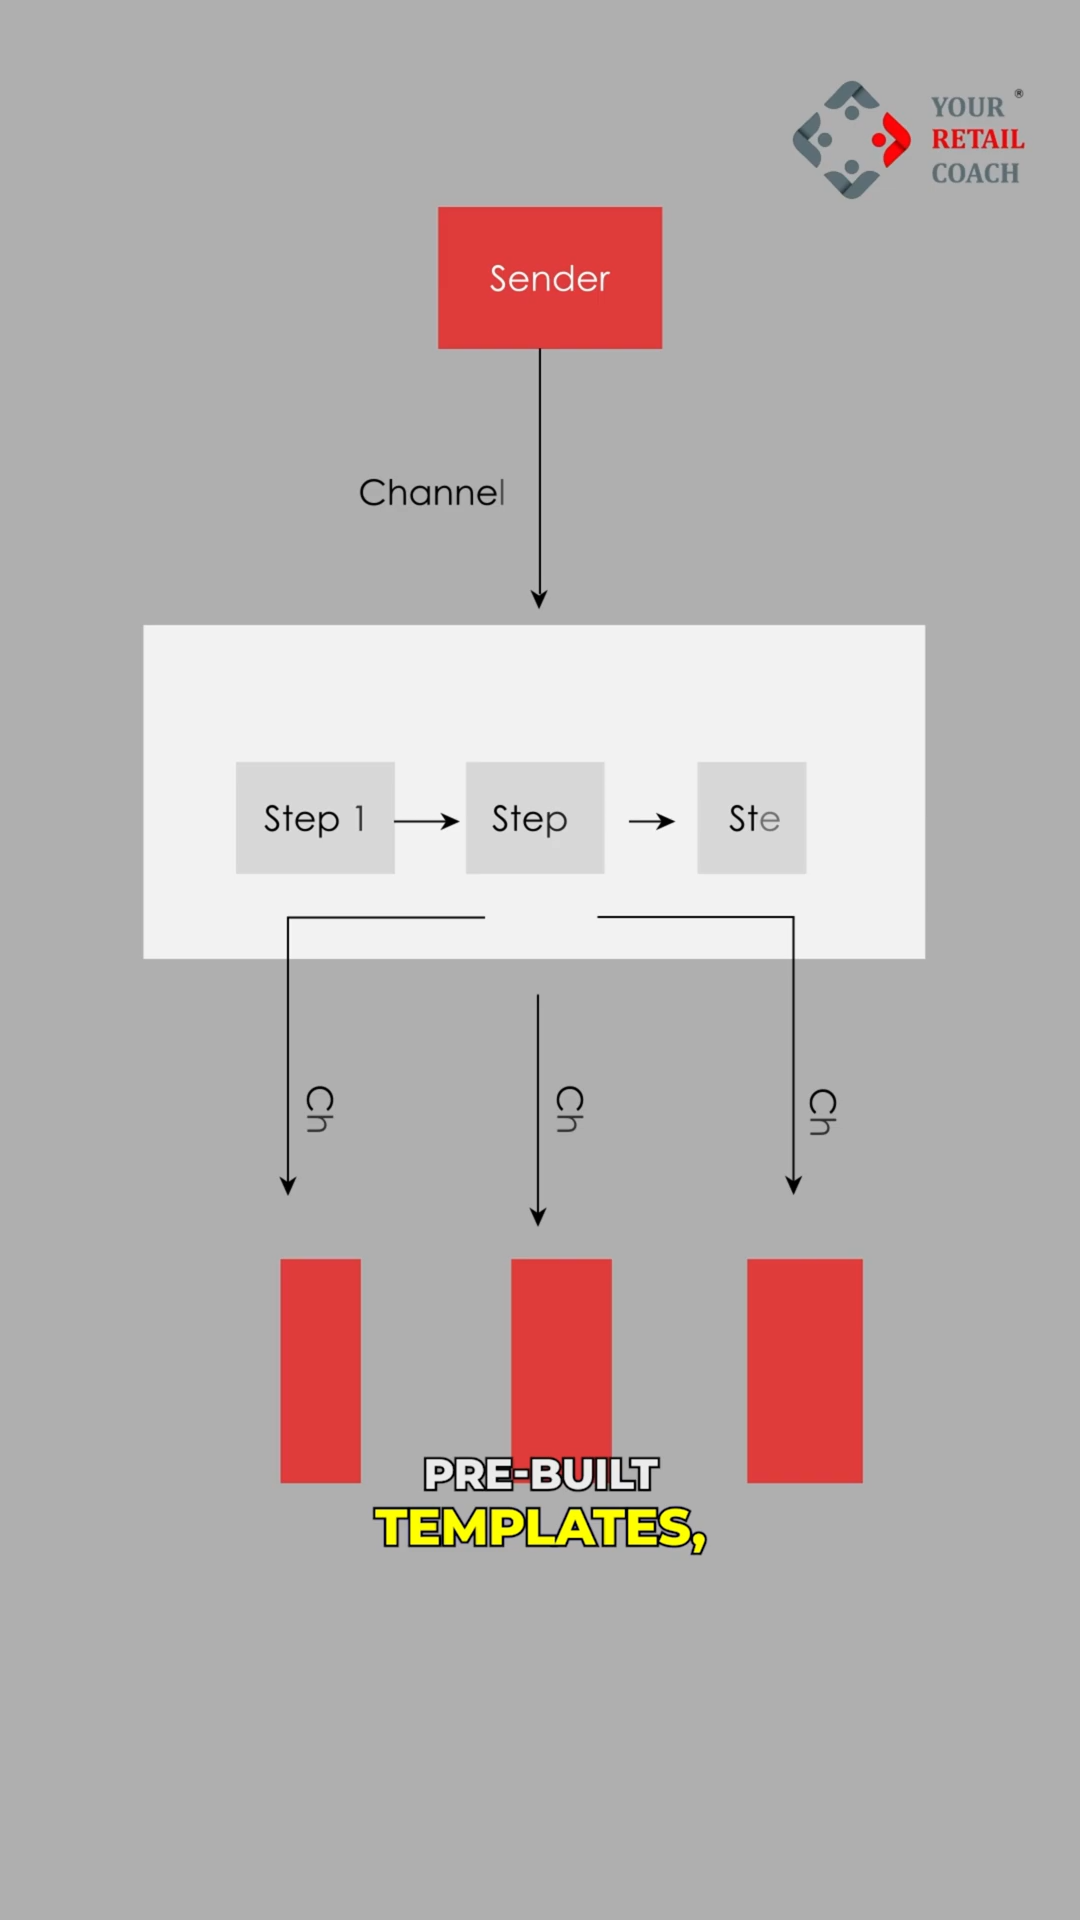 YOUR ®
RETAIL
COACH
Sender
Channel
Step 1
Step
Ste
Ch
Ch
Ch
PRE-BUILT
TEMPLATES,